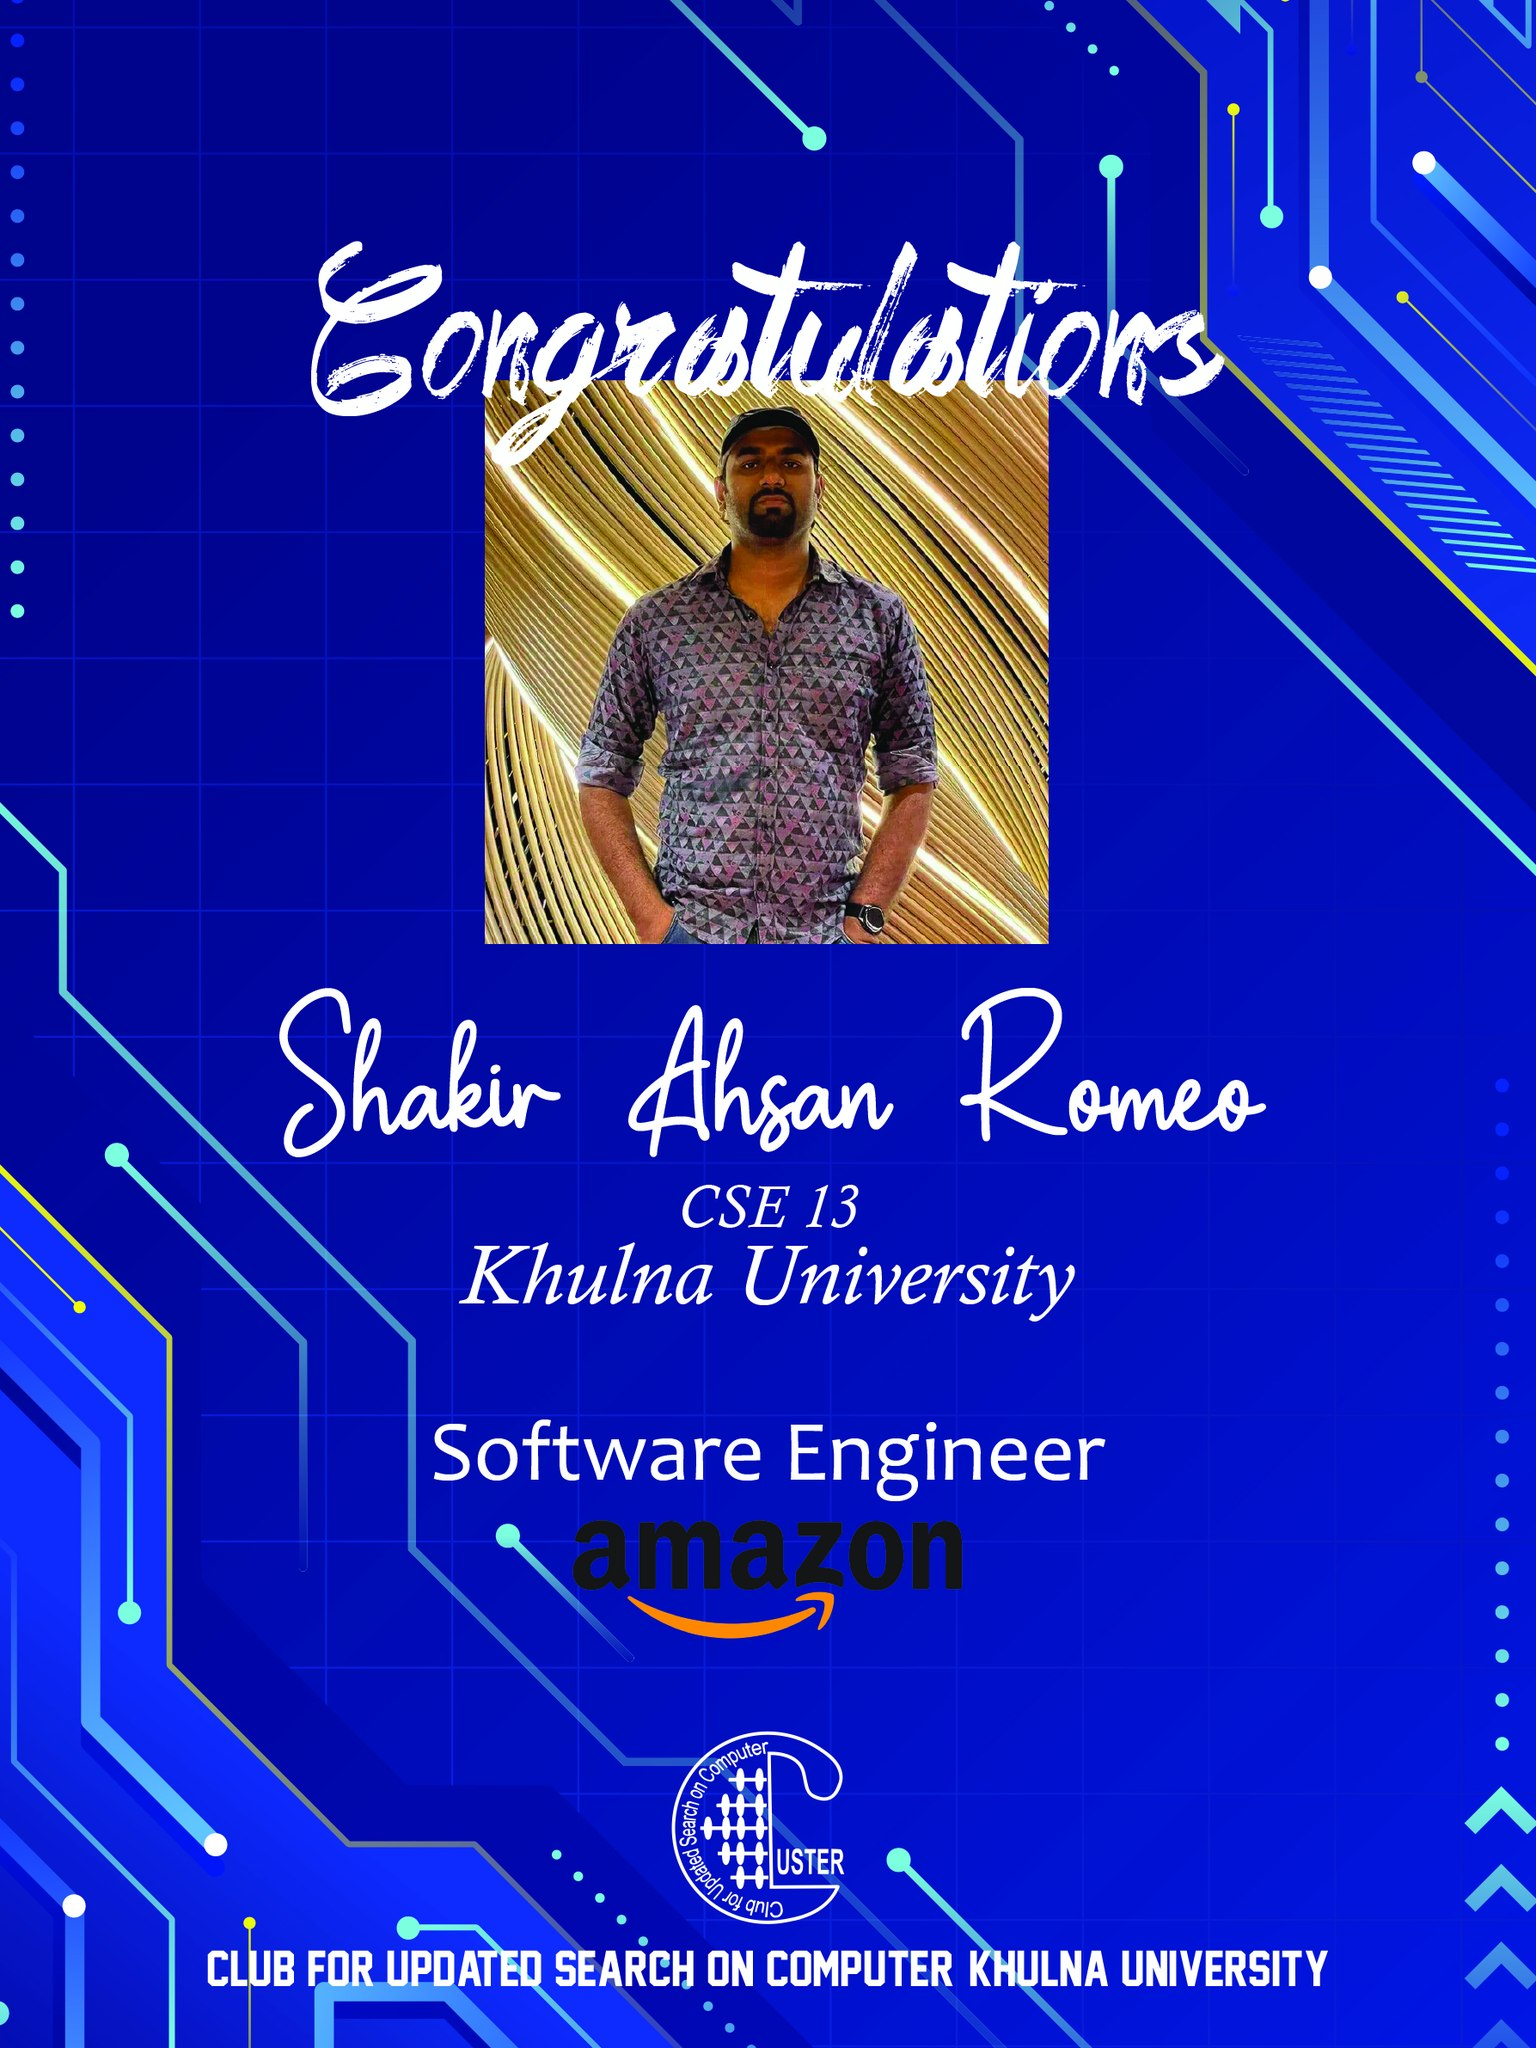 Congratulations
Shakir Ahsan Romeo
CSE 13
Khulna University
Software Engineer
amazon
Club for Updated Search on Computer
LUSTER
CLUB FOR UPDATED SEARCH ON COMPUTER KHULNA UNIVERSITY